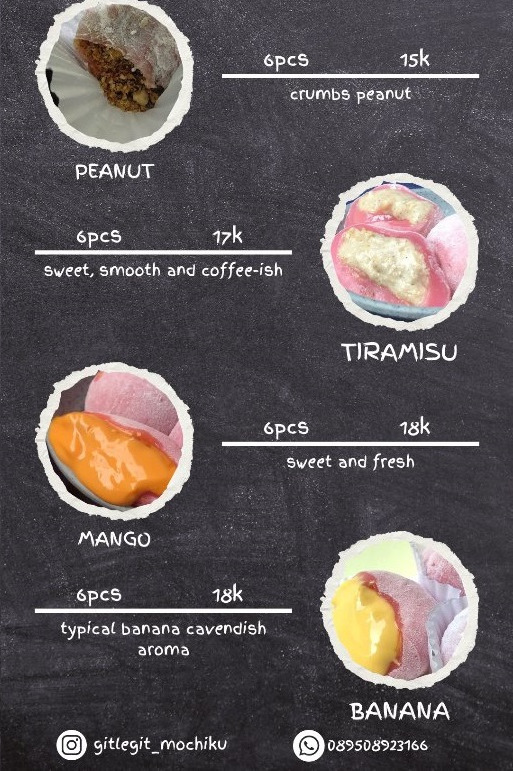 6pcs 15k
crumbs peanut
PEANUT
6pcs 17k
sweet, smooth and coffee-ish
TIRAMISU
6pcs 18k
sweet and fresh
MANGO
6pcs 18k
typical banana cavendish
aroma
BANANA
gitlegit_mochiku 089508923166